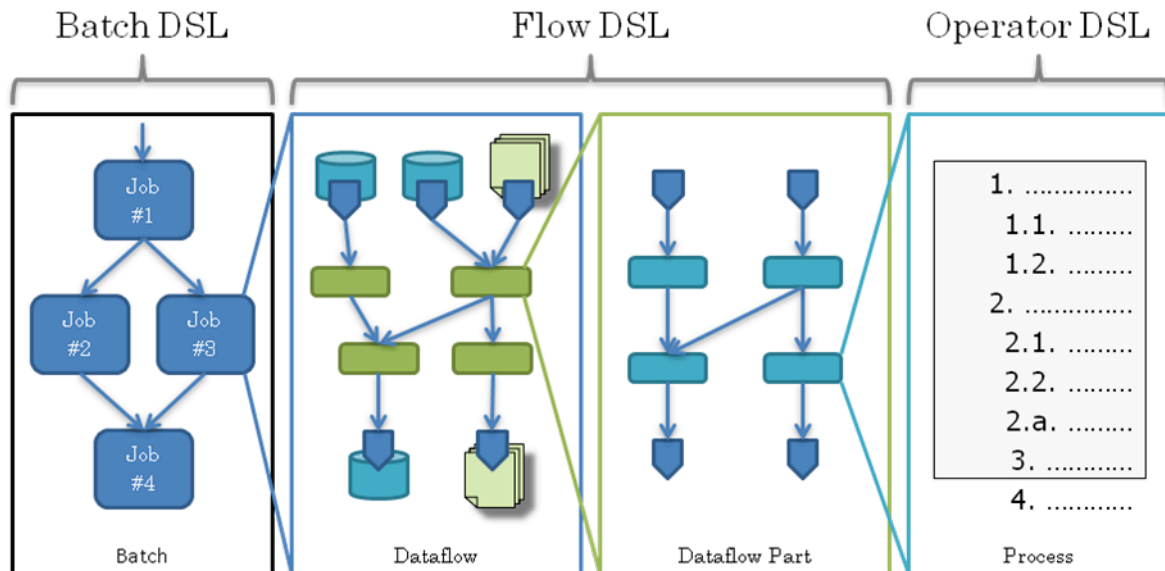 Batch DSL
Flow DSL
Operator DSL
Job
#1
Job
#2
Job
#3
Job
#4
Batch
Dataflow
Dataflow Part
1. ...............
1.1. ..........
1.2. ..........
2. ...............
2.1. ..........
2.2. ..........
2.a. ..........
3. ............
4. ............
Process